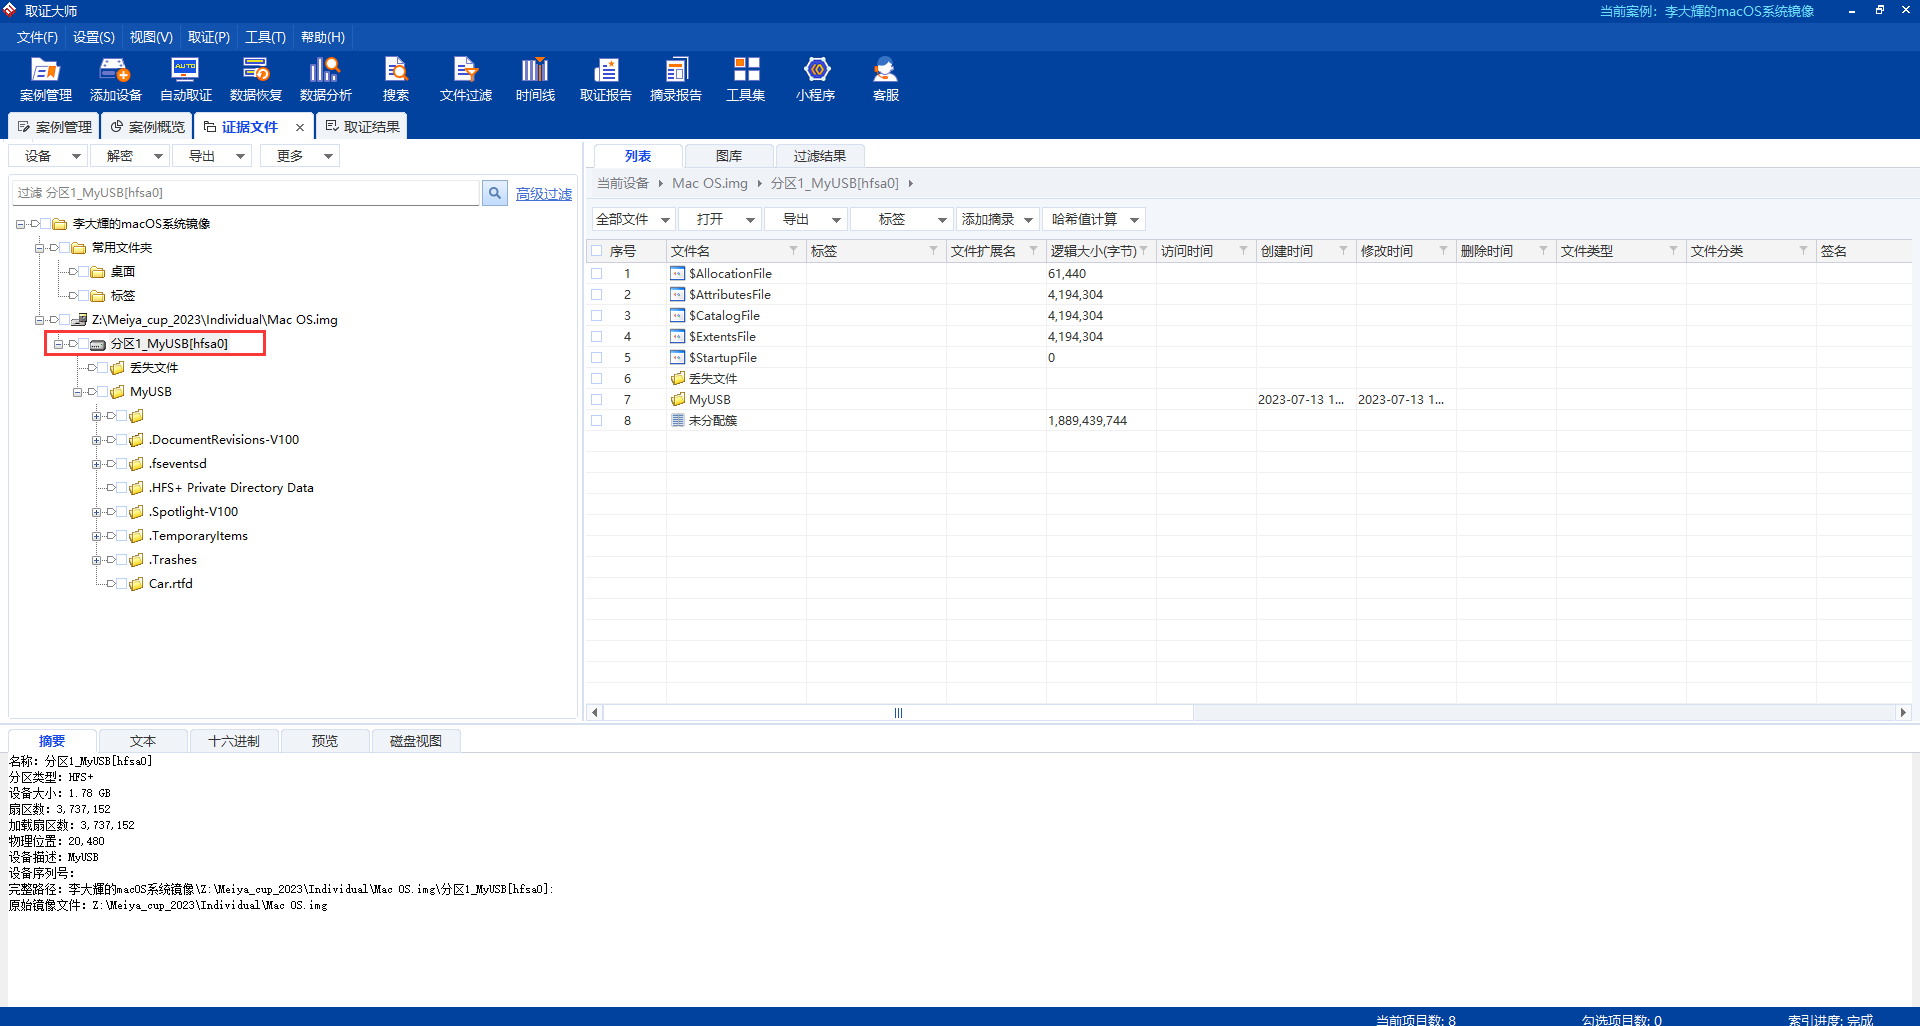 取证大师
当前案例：李大輝的macOS系统镜像
文件(F) 设置(S) 视图(V) 取证(P) 工具(T) 帮助(H)
案例管理 添加设备 自动取证 数据恢复 数据分析 搜索 文件过滤 时间线 取证报告 摘录报告 工具集 小程序 客服
案例管理 案例概览 证据文件 取证结果
设备 解密 导出 更多
过滤 分区1_MyUSB[hfsa0]
高级过滤
李大輝的macOS系统镜像
常用文件夹
桌面
标签
Z:\Meiya_cup_2023\Individual\Mac OS.img
分区1_MyUSB[hfsa0]
丢失文件
MyUSB
.DocumentRevisions-V100
.fseventsd
.HFS+ Private Directory Data
.Spotlight-V100
.TemporaryItems
.Trashes
Car.rtfd
列表 图库 过滤结果
当前设备 Mac OS.img 分区1_MyUSB[hfsa0]
全部文件 打开 导出 标签 添加摘录 哈希值计算
序号 文件名 标签 文件扩展名 逻辑大小(字节) 访问时间 创建时间 修改时间 删除时间 文件类型 文件分类 签名
1 $AllocationFile 61,440
2 $AttributesFile 4,194,304
3 $CatalogFile 4,194,304
4 $ExtentsFile 4,194,304
5 $StartupFile 0
6 丢失文件
7 MyUSB 2023-07-13 1... 2023-07-13 1...
8 未分配簇 1,889,439,744
摘要 文本 十六进制 预览 磁盘视图
名称：分区1_MyUSB[hfsa0]
分区类型：HFS+
设备大小：1.78 GB
扇区数：3,737,152
加载扇区数：3,737,152
物理位置：20,480
设备描述：MyUSB
设备序列号：
完整路径：李大輝的macOS系统镜像\Z:\Meiya_cup_2023\Individual\Mac OS.img\分区1_MyUSB[hfsa0]:
原始镜像文件：Z:\Meiya_cup_2023\Individual\Mac OS.img
当前项目数: 8 勾选项目数: 0 索引进度: 完成